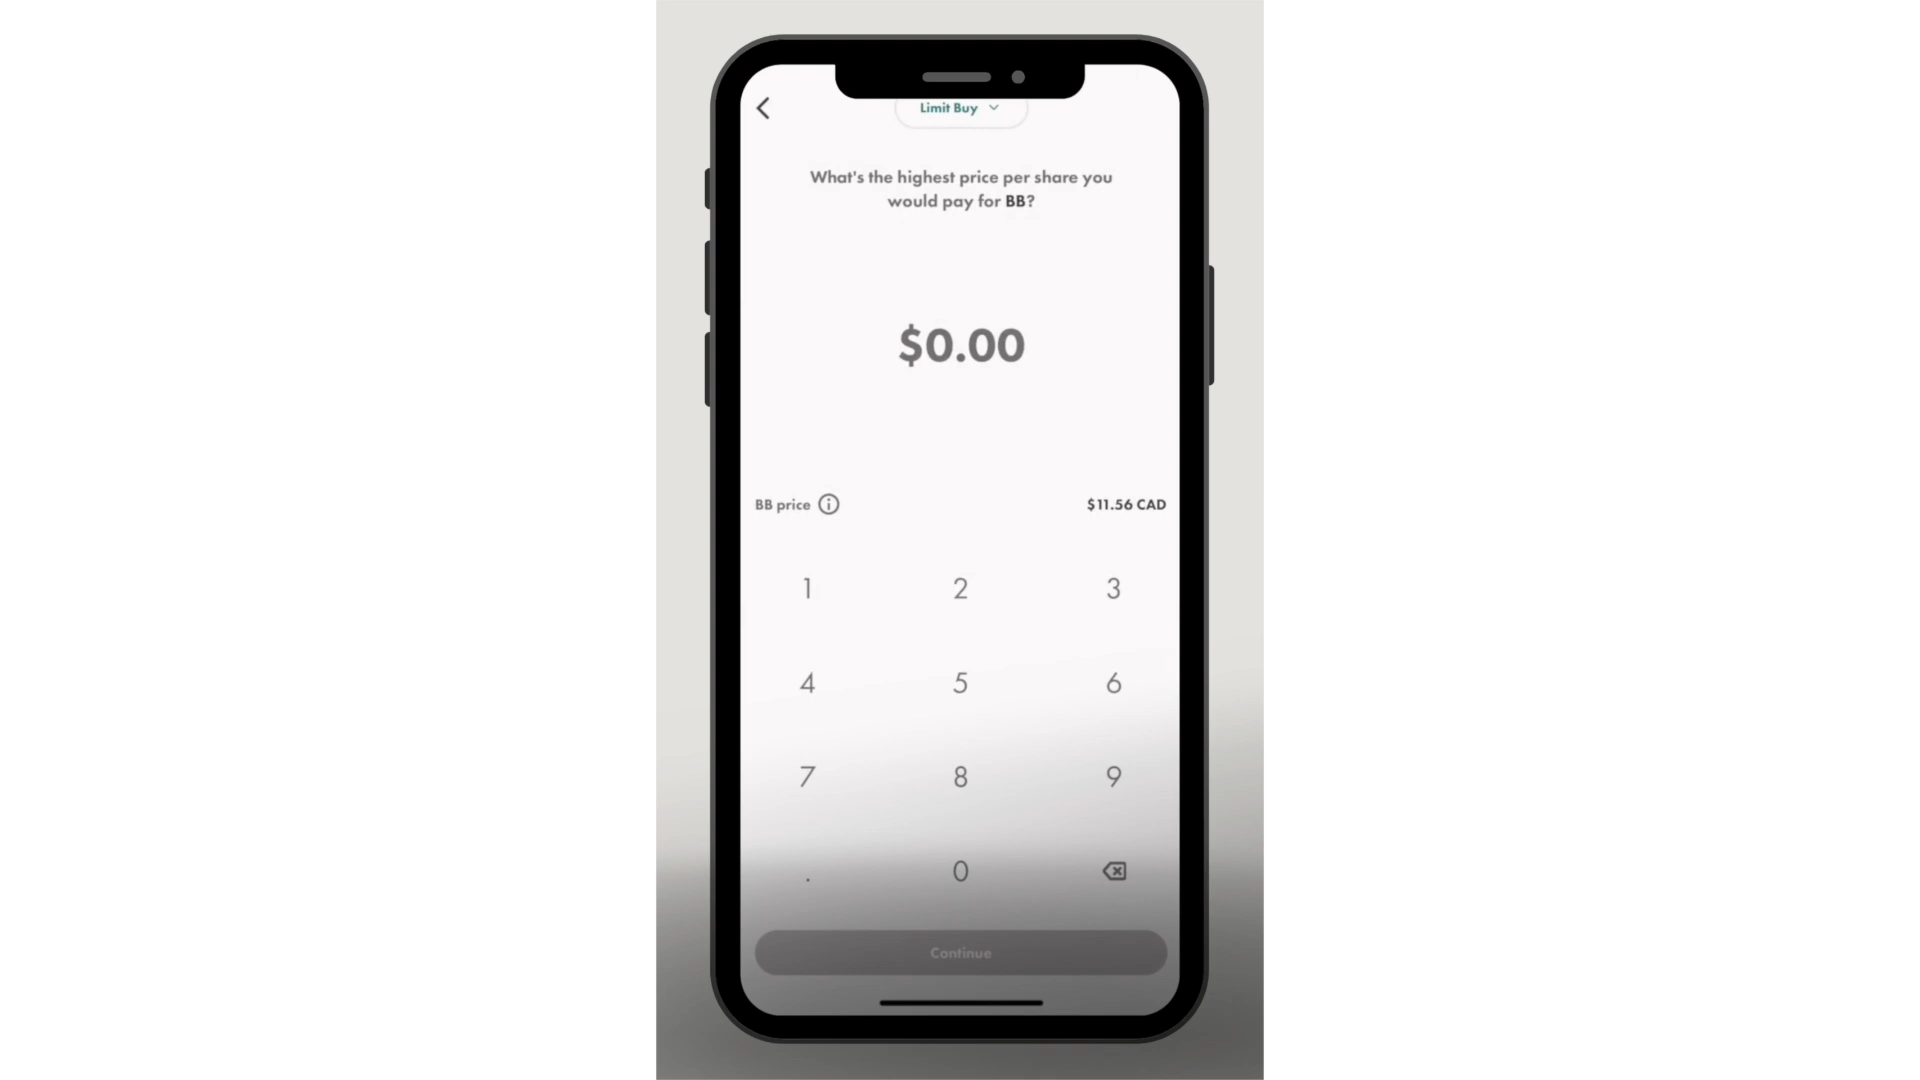 Limit Buy
What's the highest price per share you
would pay for BB?
$0.00
BB price
$11.56 CAD
1 2 3
4 5 6
7 8 9
. 0
Continue